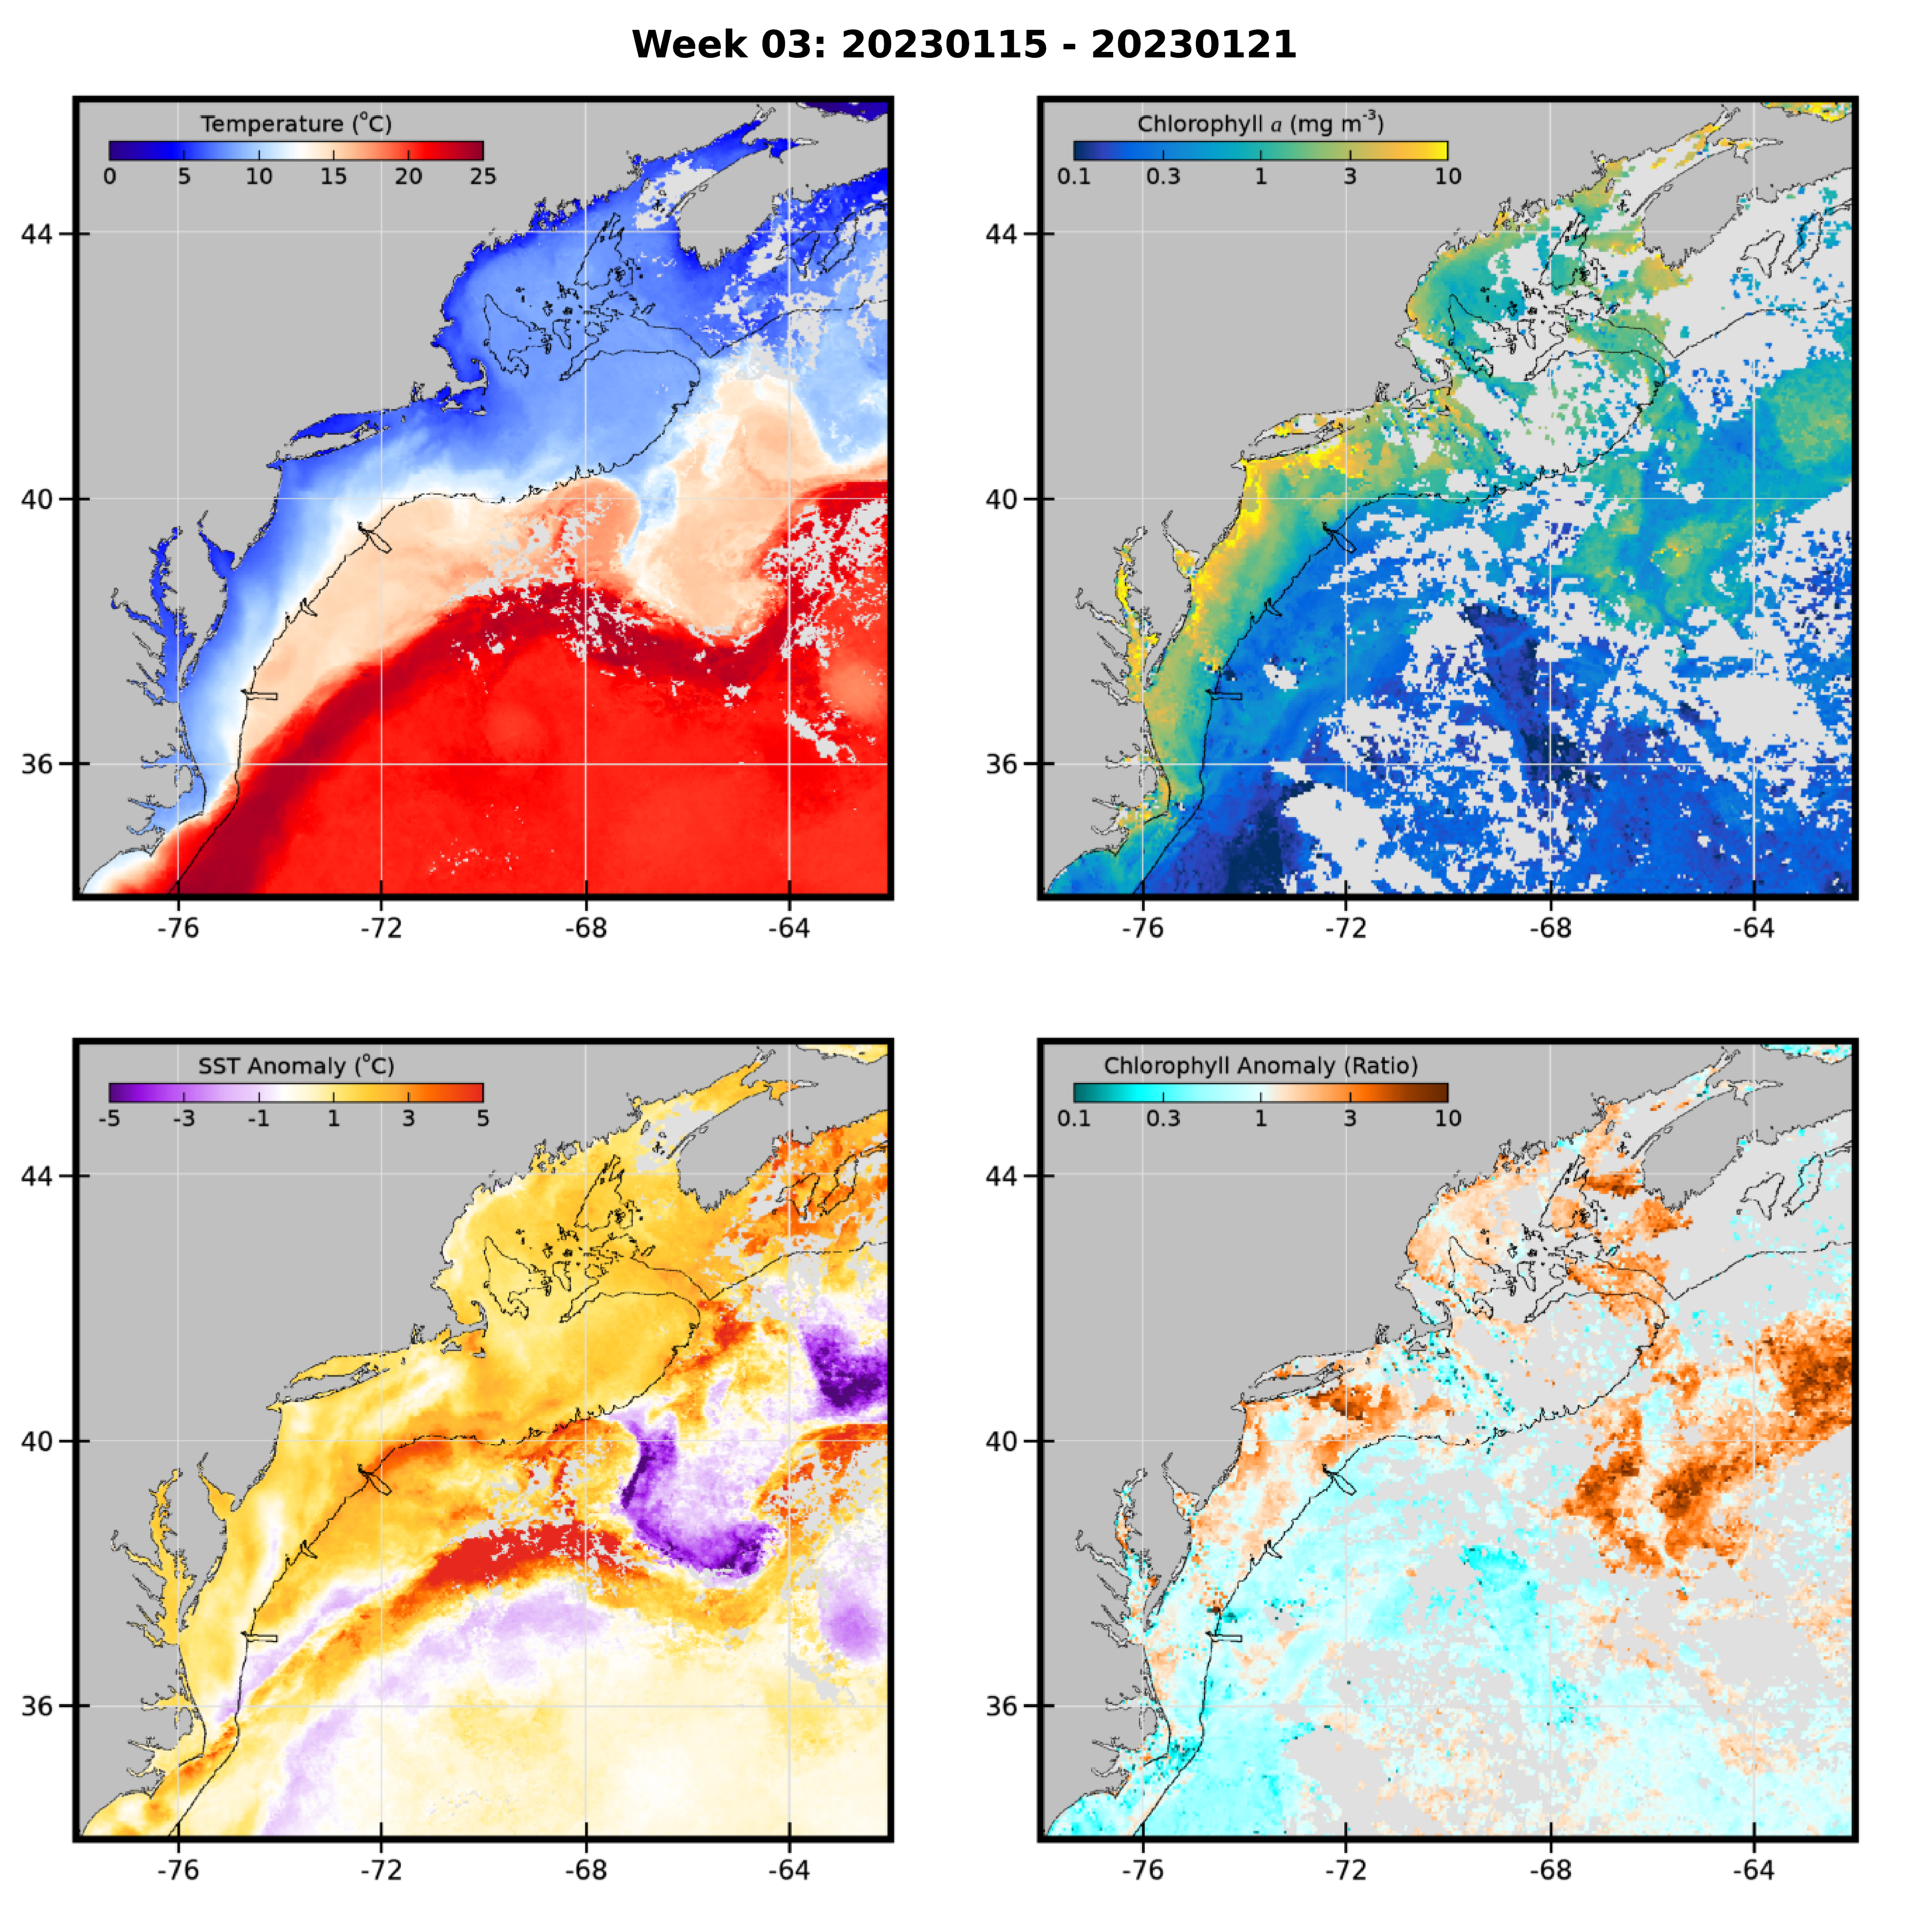 Week 03: 20230115 - 20230121
Temperature (°C)
0 5 10 15 20 25
44
40
36
-76 -72 -68 -64
Chlorophyll a (mg m⁻³)
0.1 0.3 1 3 10
44
40
36
-76 -72 -68 -64
SST Anomaly (°C)
-5 -3 -1 1 3 5
44
40
36
-76 -72 -68 -64
Chlorophyll Anomaly (Ratio)
0.1 0.3 1 3 10
44
40
36
-76 -72 -68 -64